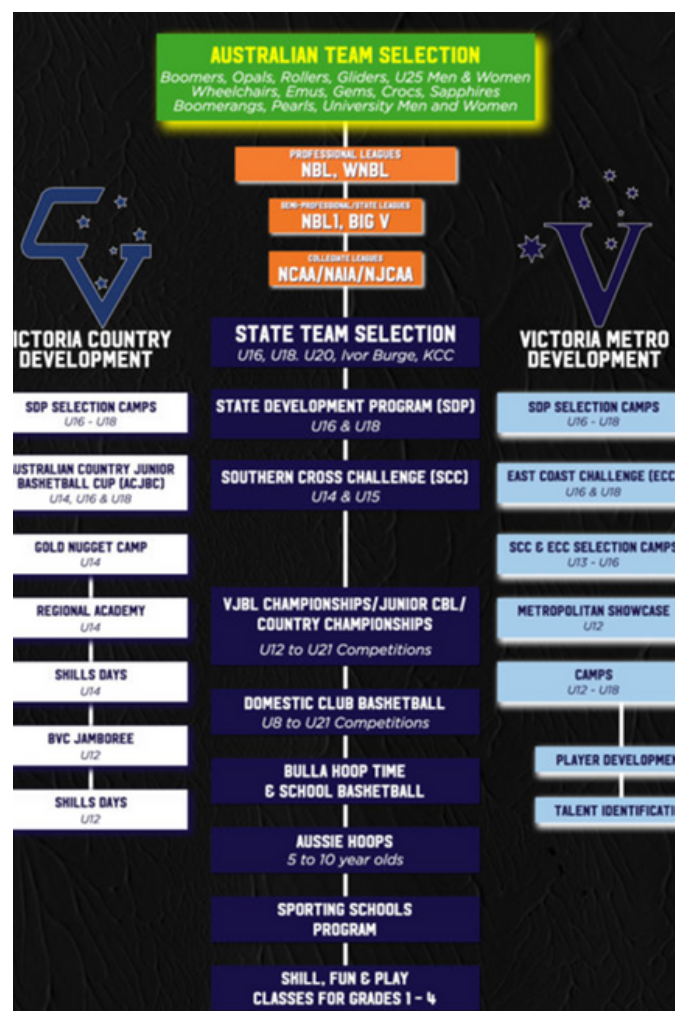 AUSTRALIAN TEAM SELECTION
Boomers, Opals, Rollers, Gliders, U25 Men & Women
Wheelchairs, Emus, Gems, Crocs, Sapphires
Boomerangs, Pearls, University Men and Women
PROFESSIONAL LEAGUES
NBL, WNBL
SEMI-PROFESSIONAL/STATE LEAGUES
NBL1, BIG V
COLLEGIATE LEAGUES
NCAA/NAIA/NJCAA
CV
ICTORIA COUNTRY
DEVELOPMENT
SDP SELECTION CAMPS
U16 - U18
USTRALIAN COUNTRY JUNIOR
BASKETBALL CUP (ACJBC)
U14, U16 & U18
GOLD NUGGET CAMP
U14
REGIONAL ACADEMY
U14
SKILLS DAYS
U14
BVC JAMBOREE
U12
SKILLS DAYS
U12
STATE TEAM SELECTION
U16, U18. U20, Ivor Burge, KCC
STATE DEVELOPMENT PROGRAM (SDP)
U16 & U18
SOUTHERN CROSS CHALLENGE (SCC)
U14 & U15
VJBL CHAMPIONSHIPS/JUNIOR CBL/
COUNTRY CHAMPIONSHIPS
U12 to U21 Competitions
DOMESTIC CLUB BASKETBALL
U8 to U21 Competitions
BULLA HOOP TIME
& SCHOOL BASKETBALL
AUSSIE HOOPS
5 to 10 year olds
SPORTING SCHOOLS
PROGRAM
SKILL, FUN & PLAY
CLASSES FOR GRADES 1 - 4
V
VICTORIA METRO
DEVELOPMENT
SDP SELECTION CAMPS
U16 - U18
EAST COAST CHALLENGE (ECC
U16 & U18
SCC & ECC SELECTION CAMPS
U13 - U16
METROPOLITAN SHOWCASE
U12
CAMPS
U12 - U18
PLAYER DEVELOPMEN
TALENT IDENTIFICATI